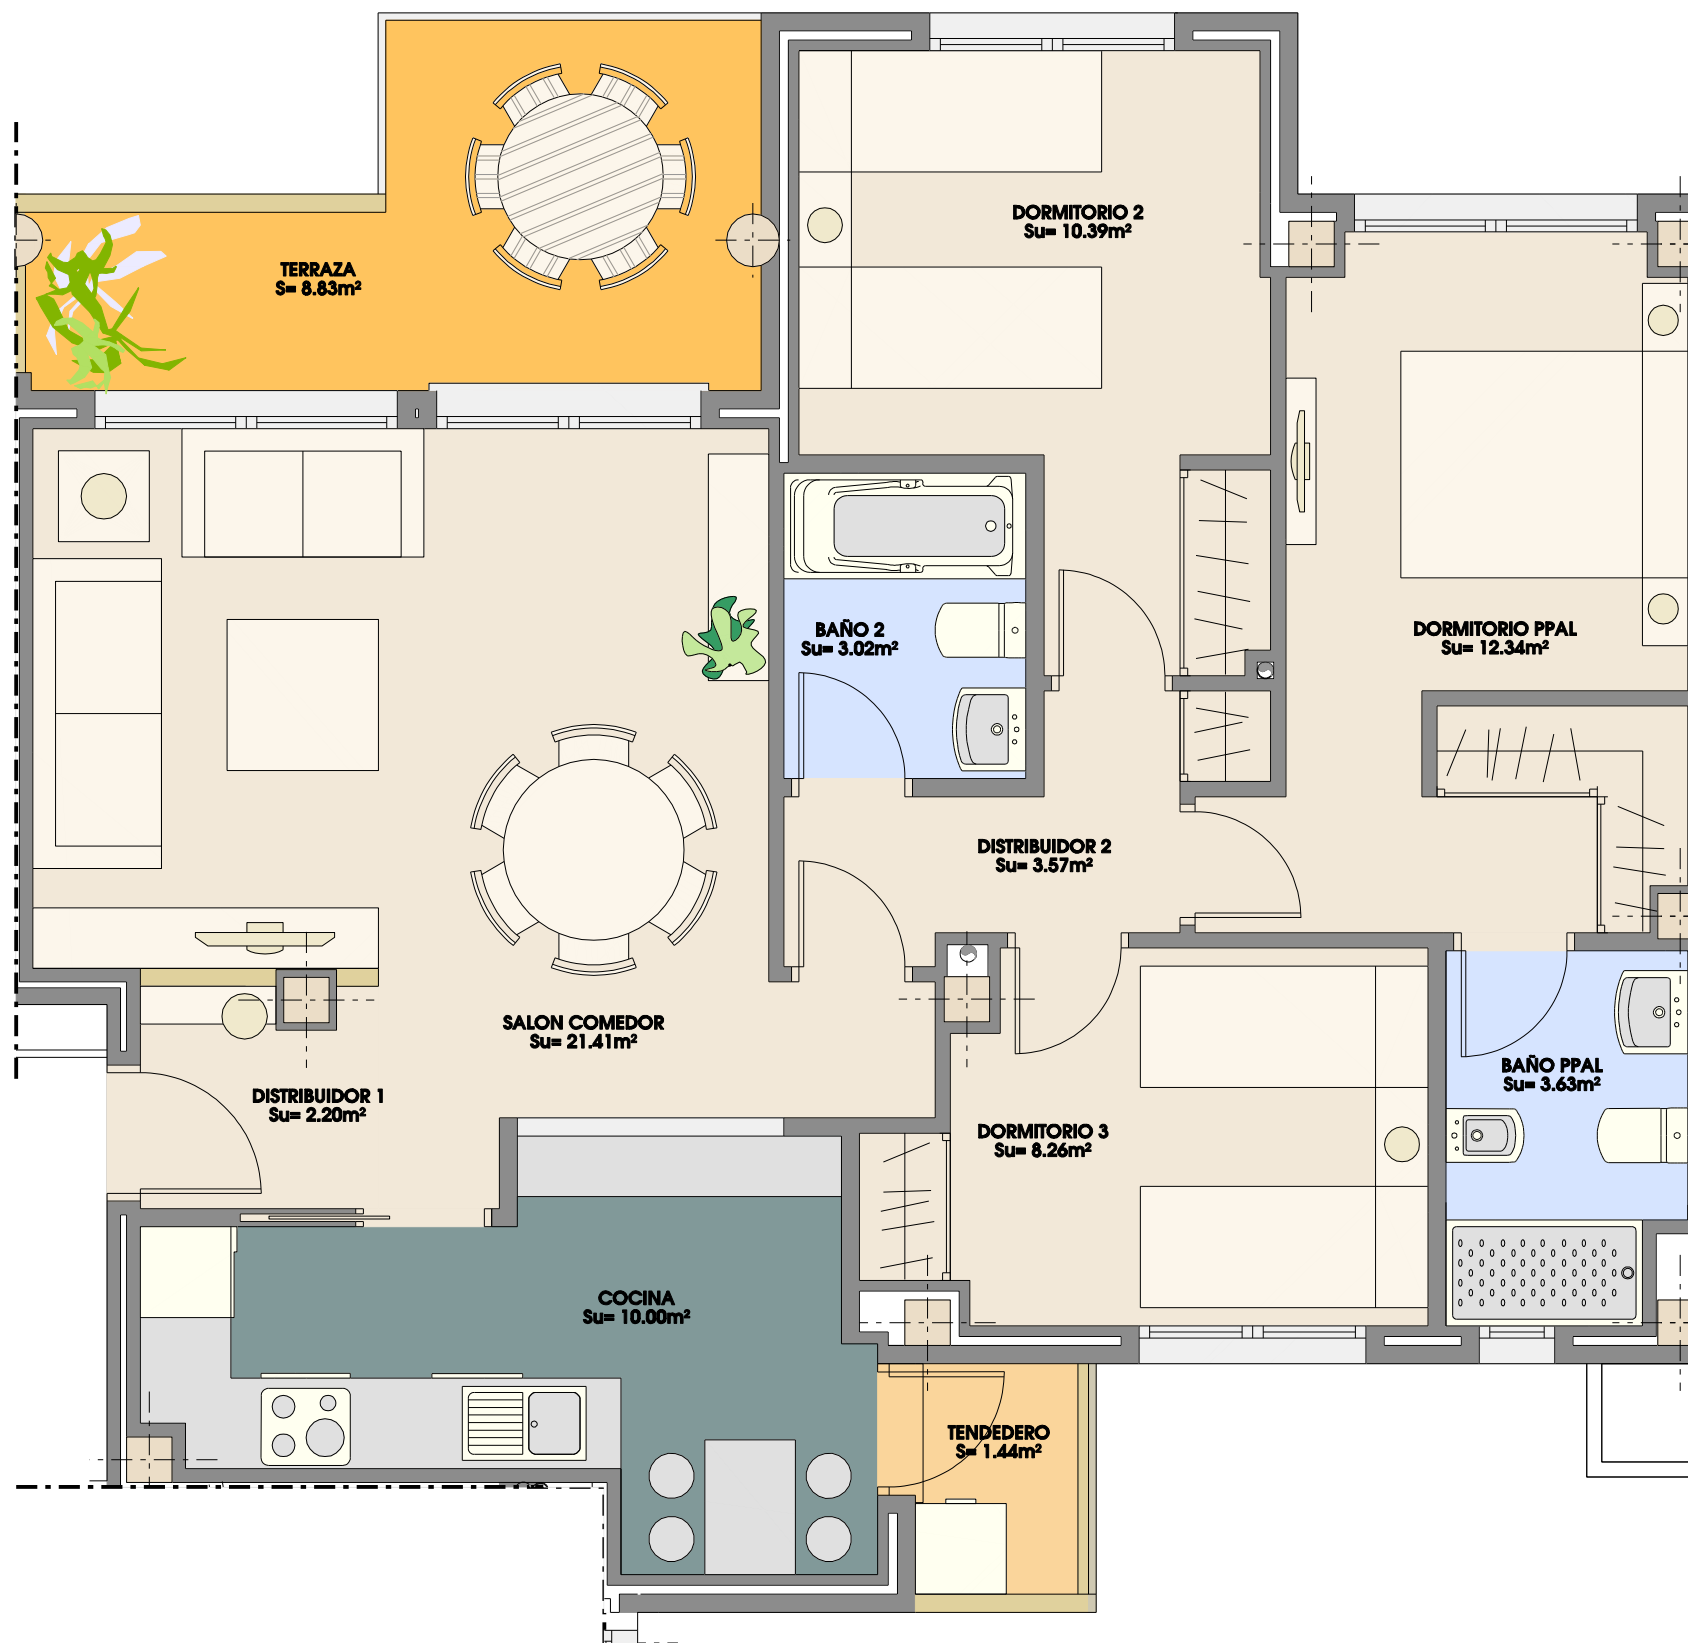 DORMITORIO 2
Su= 10.39m²
TERRAZA
S= 8.83m²
BAÑO 2
Su= 3.02m²
DORMITORIO PPAL
Su= 12.34m²
DISTRIBUIDOR 2
Su= 3.57m²
SALON COMEDOR
Su= 21.41m²
DISTRIBUIDOR 1
Su= 2.20m²
BAÑO PPAL
Su= 3.63m²
DORMITORIO 3
Su= 8.26m²
COCINA
Su= 10.00m²
TENDEDERO
S= 1.44m²